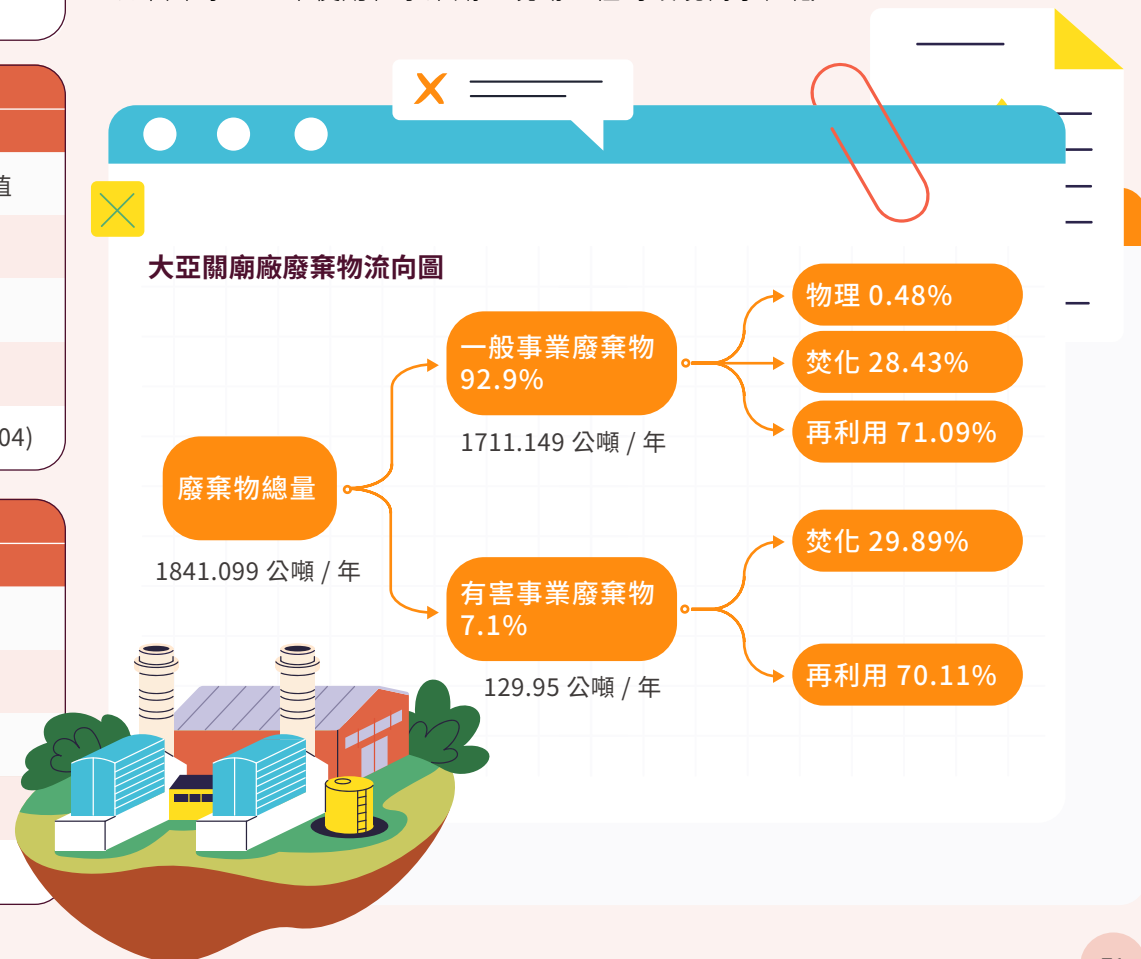 值
04)
大亞關廟廠廢棄物流向圖
廢棄物總量
1841.099 公噸 / 年
一般事業廢棄物
92.9%
1711.149 公噸 / 年
物理 0.48%
焚化 28.43%
再利用 71.09%
有害事業廢棄物
7.1%
129.95 公噸 / 年
焚化 29.89%
再利用 70.11%